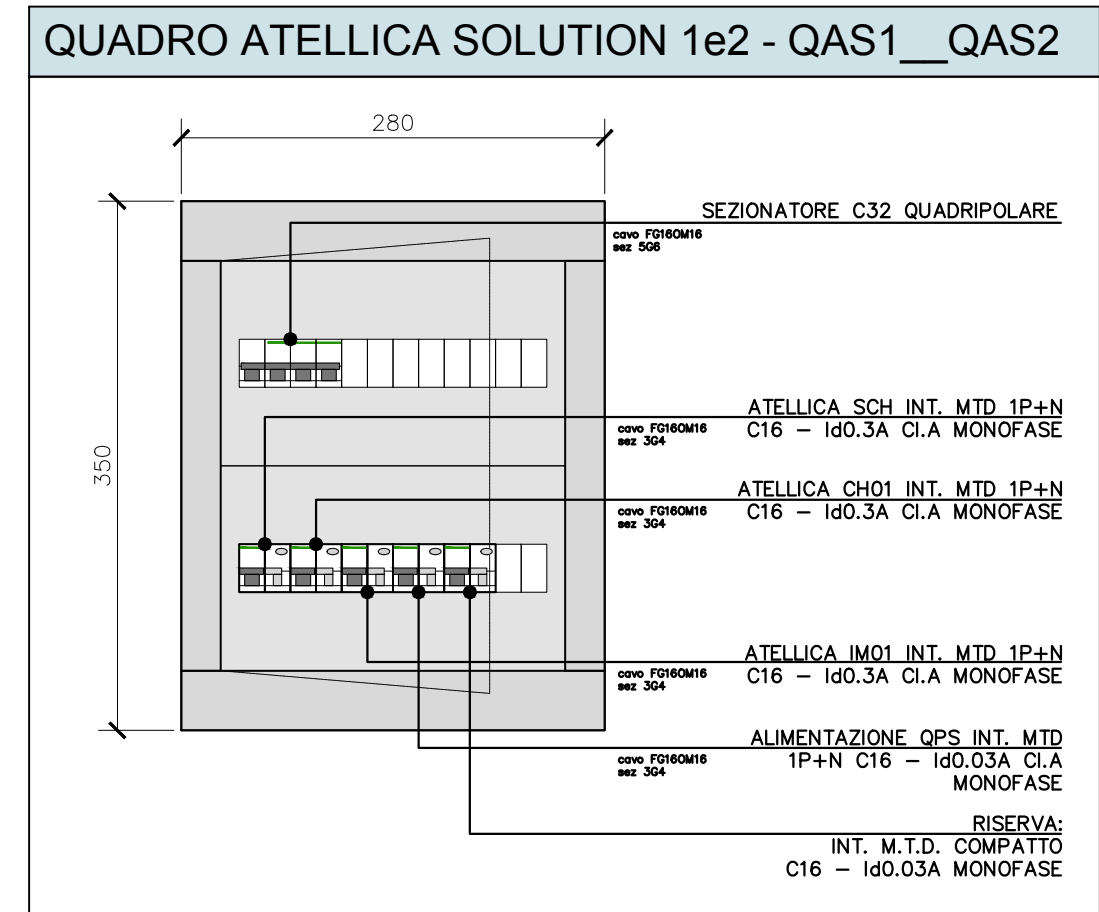 QUADRO ATELLICA SOLUTION 1e2 - QAS1__QAS2
280
350
SEZIONATORE C32 QUADRIPOLARE
cavo FG16OM16
sez 5G6
ATELLICA SCH INT. MTD 1P+N
C16 – Id0.3A Cl.A MONOFASE
cavo FG16OM16
sez 3G4
ATELLICA CH01 INT. MTD 1P+N
C16 – Id0.3A Cl.A MONOFASE
cavo FG16OM16
sez 3G4
ATELLICA IM01 INT. MTD 1P+N
C16 – Id0.3A Cl.A MONOFASE
cavo FG16OM16
sez 3G4
ALIMENTAZIONE QPS INT. MTD
1P+N C16 – Id0.03A Cl.A
MONOFASE
cavo FG16OM16
sez 3G4
RISERVA:
INT. M.T.D. COMPATTO
C16 – Id0.03A MONOFASE